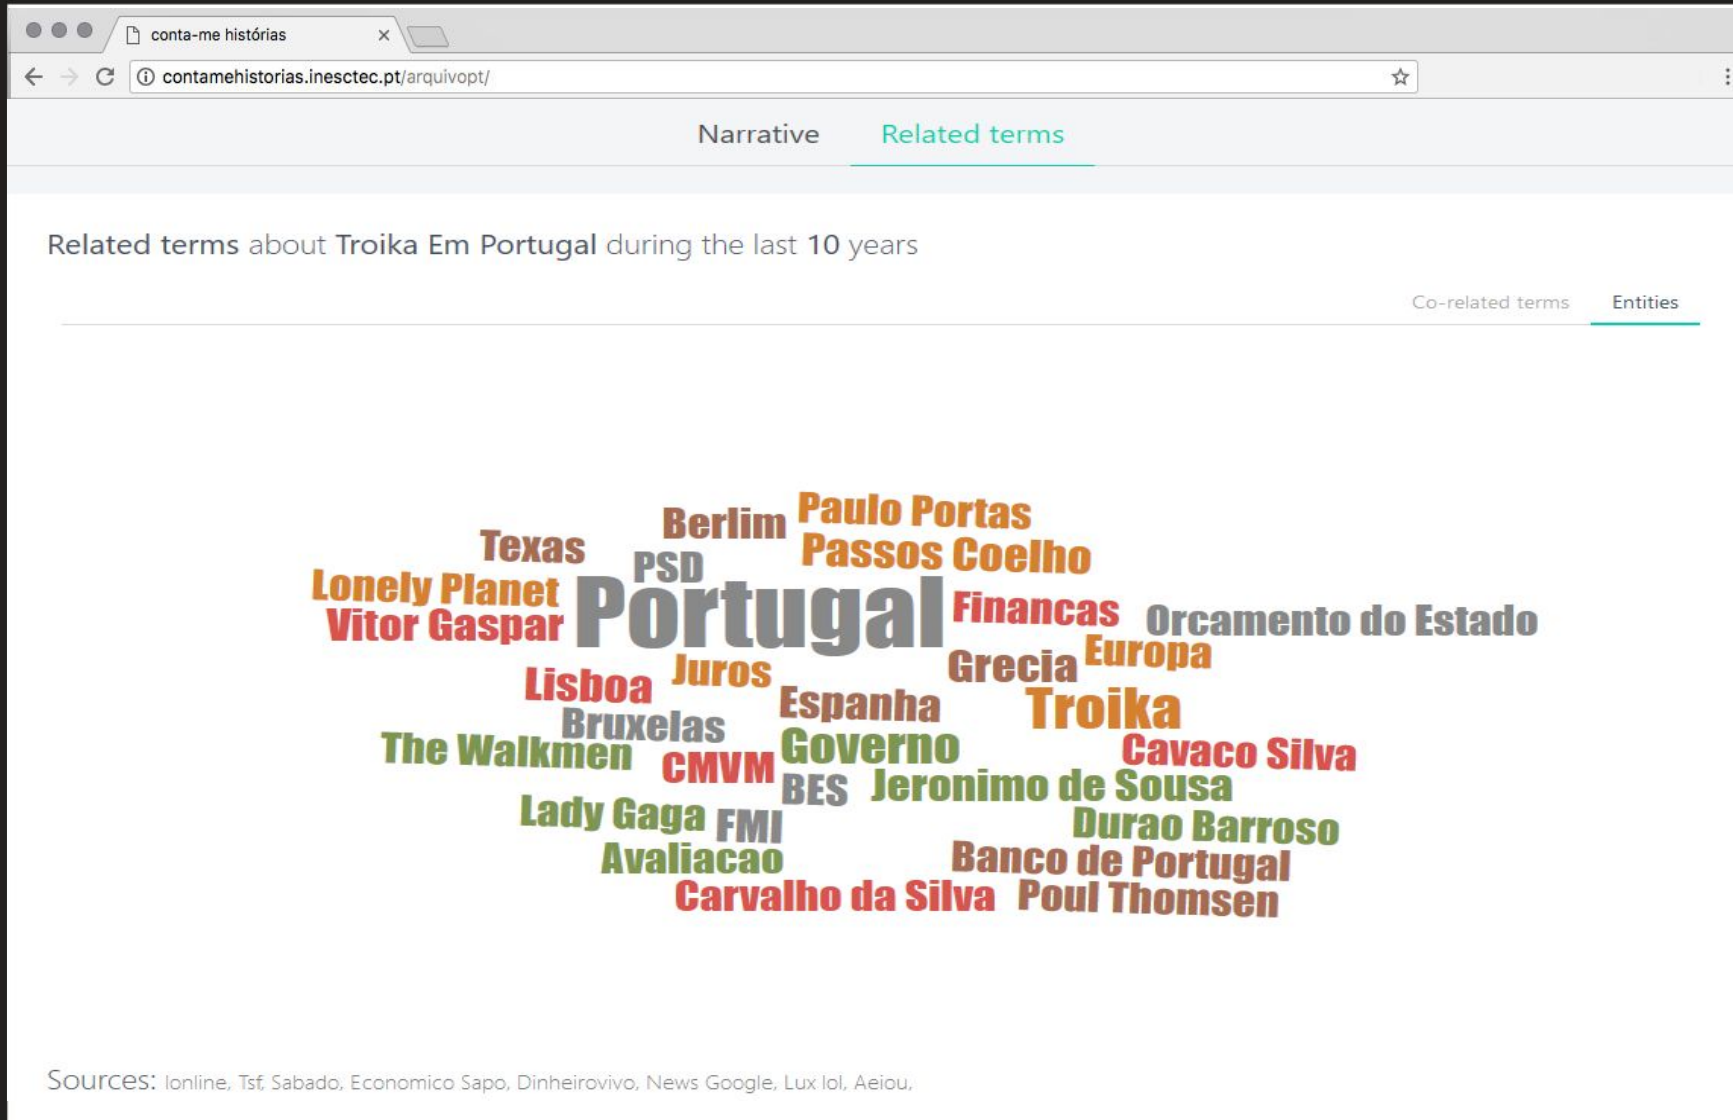 conta-me histórias
contamehistorias.inesctec.pt/arquivopt/
Narrative Related terms
Related terms about Troika Em Portugal during the last 10 years
Co-related terms Entities
Paulo Portas
Berlim
Texas
Passos Coelho
PSD
Lonely Planet
Portugal
Financas
Orcamento do Estado
Vitor Gaspar
Europa
Grecia
Juros
Lisboa
Espanha
Troika
Bruxelas
The Walkmen
Governo
Cavaco Silva
CMVM
BES
Jeronimo de Sousa
Lady Gaga
FMI
Durao Barroso
Avaliacao
Banco de Portugal
Carvalho da Silva
Poul Thomsen
Sources: Ionline, Tsf, Sabado, Economico Sapo, Dinheirovivo, News Google, Lux Iol, Aeiou,